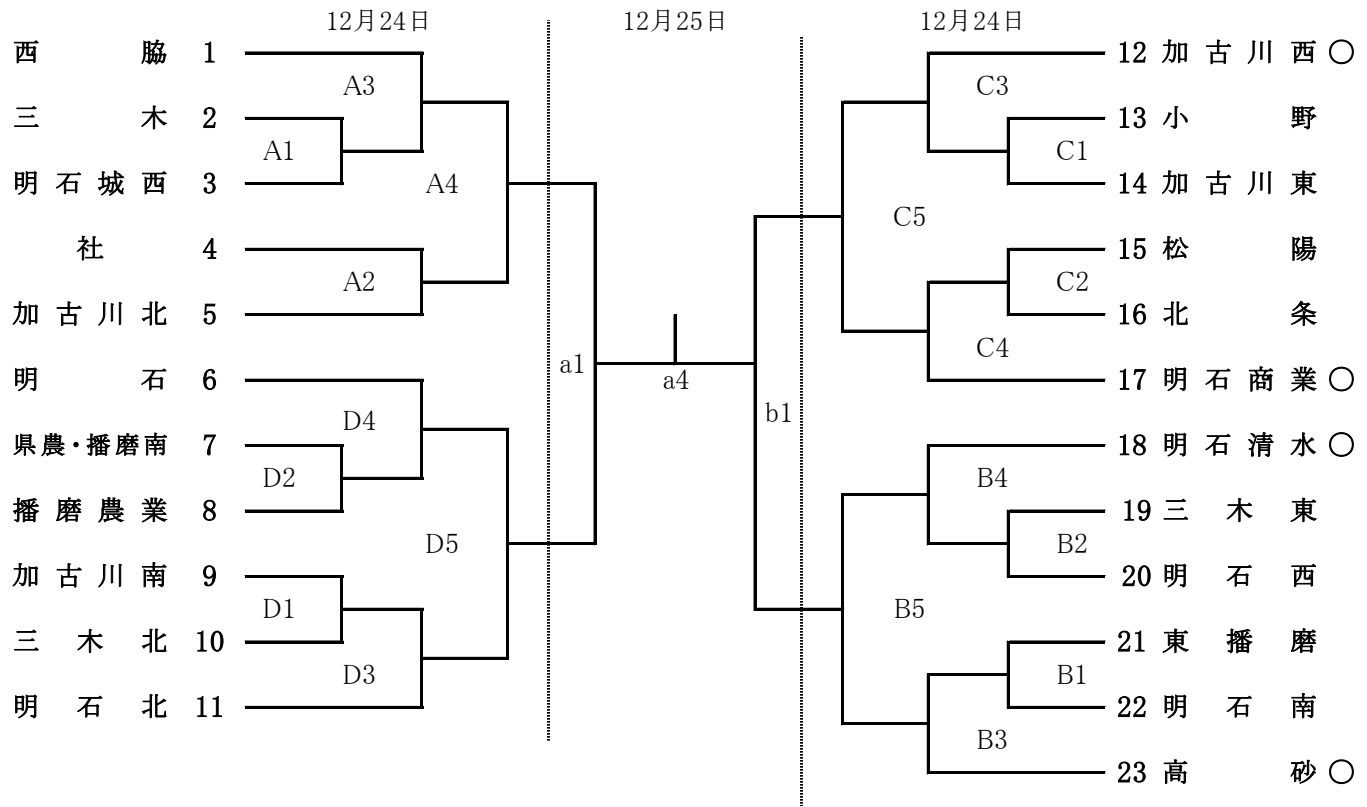 12月24日 12月25日 12月24日
西脇 1 12 加古川西 ○
A3 C3
三木 2 13 小野
A1 C1
明石城西 3 A4 14 加古川東
C5
社 4 15 松陽
A2 C2
加古川北 5 16 北条
C4
a1
明石 6 a4 17 明石商業 ○
D4 b1
県農・播磨南 7 18 明石清水 ○
D2 B4
播磨農業 8 19 三木東
D5 B2
加古川南 9 20 明石西
D1 B5
三木北 10 21 東播磨
D3 B1
明石北 11 22 明石南
B3
23 高砂 ○